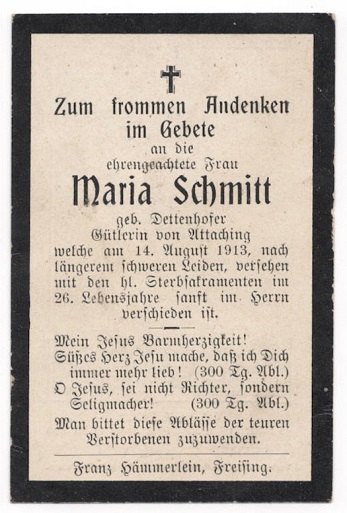 Zum frommen Andenken
im Gebete
an die
ehrengeachtete Frau
Maria Schmitt
geb. Dettenhofer
Gütlerin von Attaching
welche am 14. August 1913, nach
längerem schweren Leiden, versehen
mit den hl. Sterbsakramenten im
26. Lebensjahre sanft im Herrn
verschieden ist.
Mein Jesus Barmherzigkeit!
Süßes Herz Jesu mache, daß ich Dich
immer mehr lieb! (300 Tg. Abl.)
O Jesus, sei nicht Richter, sondern
Seligmacher! (300 Tg. Abl.)
Man bittet diese Ablässe der teuren
Verstorbenen zuzuwenden.
Franz Hämmerlein, Freising.